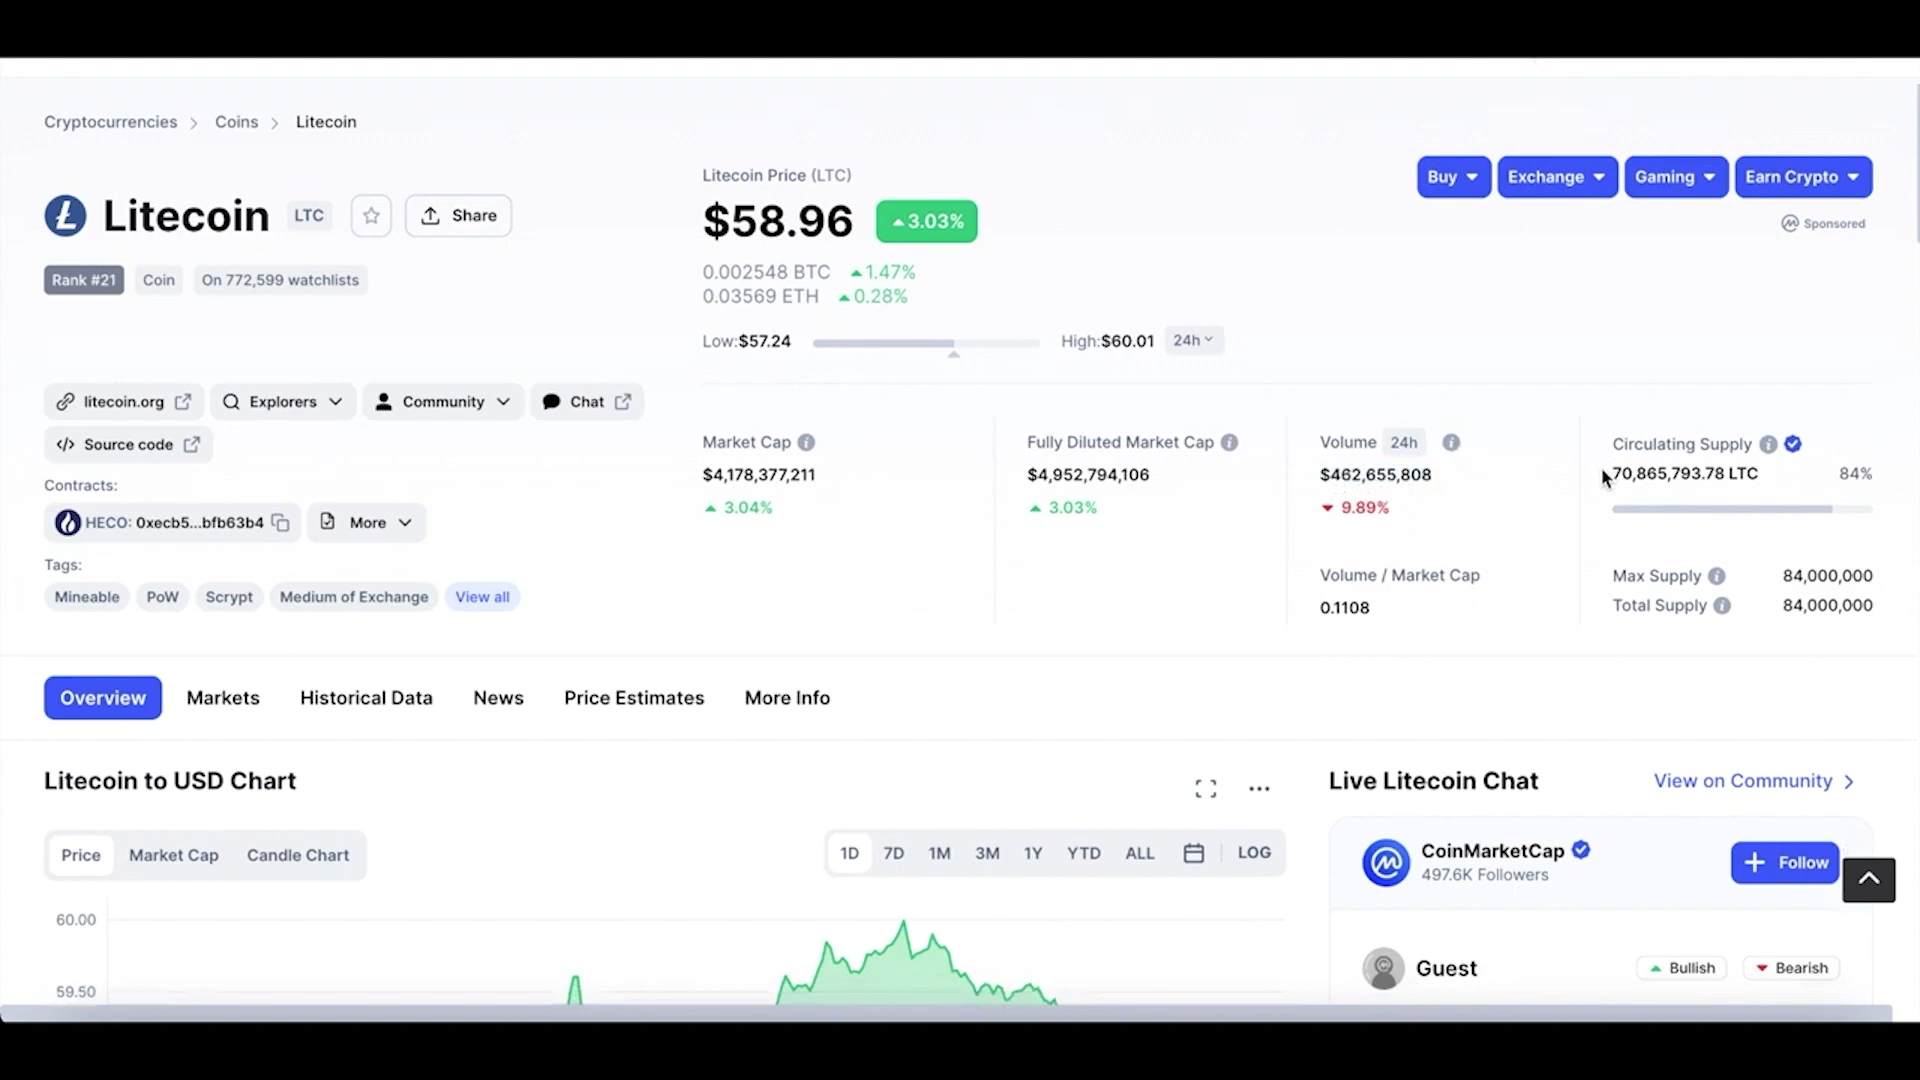 Cryptocurrencies > Coins > Litecoin
Litecoin LTC Share
Rank #21 Coin On 772,599 watchlists
litecoin.org Explorers Community Chat
Source code
Contracts:
HECO: 0xecb5...bfb63b4 More
Tags:
Mineable PoW Scrypt Medium of Exchange View all
Litecoin Price (LTC)
$58.96 3.03%
0.002548 BTC 1.47%
0.03569 ETH 0.28%
Low:$57.24 High:$60.01 24h
Buy Exchange Gaming Earn Crypto
Sponsored
Market Cap
$4,178,377,211
3.04%
Fully Diluted Market Cap
$4,952,794,106
3.03%
Volume 24h
$462,655,808
9.89%
Volume / Market Cap
0.1108
Circulating Supply
70,865,793.78 LTC 84%
Max Supply 84,000,000
Total Supply 84,000,000
Overview Markets Historical Data News Price Estimates More Info
Litecoin to USD Chart
Price Market Cap Candle Chart
1D 7D 1M 3M 1Y YTD ALL LOG
60.00
59.50
Live Litecoin Chat View on Community >
CoinMarketCap
497.6K Followers
+ Follow
Guest Bullish Bearish